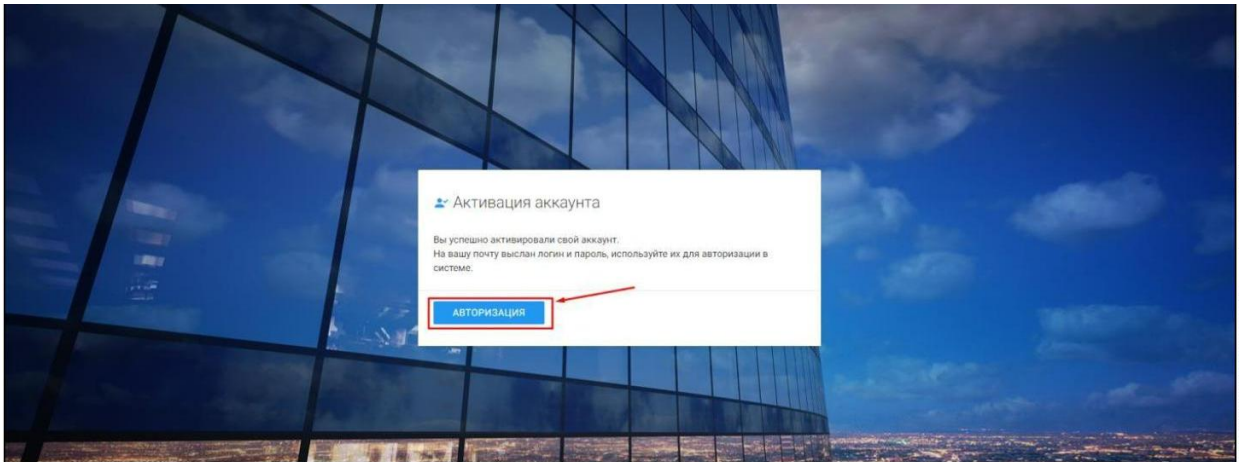 Активация аккаунта
Вы успешно активировали свой аккаунт.
На вашу почту выслан логин и пароль, используйте их для авторизации в
системе.
АВТОРИЗАЦИЯ